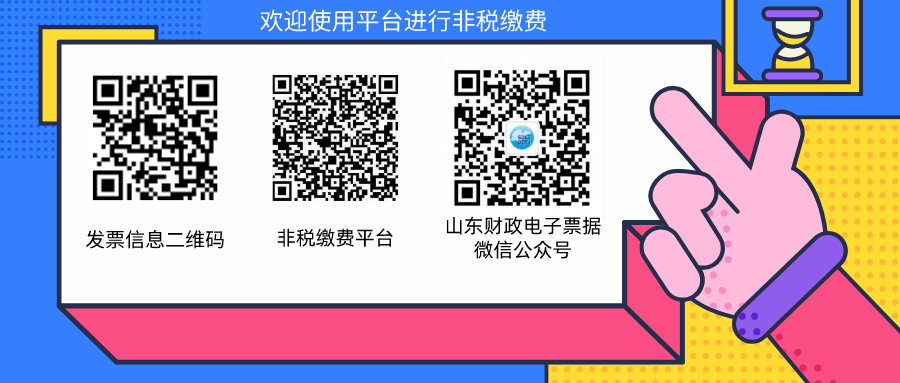 欢迎使用平台进行非税缴费
发票信息二维码
非税缴费平台
山东财政电子票据
微信公众号